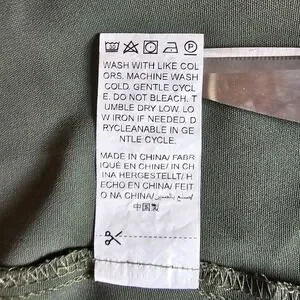 WASH WITH LIKE COL
ORS. MACHINE WASH
COLD. GENTLE CYCL
E. DO NOT BLEACH. T
UMBLE DRY LOW. LO
W IRON IF NEEDED. D
RYCLEANABLE IN GE
NTLE CYCLE.
MADE IN CHINA/ FABR
IQUÉ EN CHINE/ IN CH
INA HERGESTELLT/ H
ECHO EN CHINA/ FEIT
O NA CHINA/صنع بالصين/
中国製